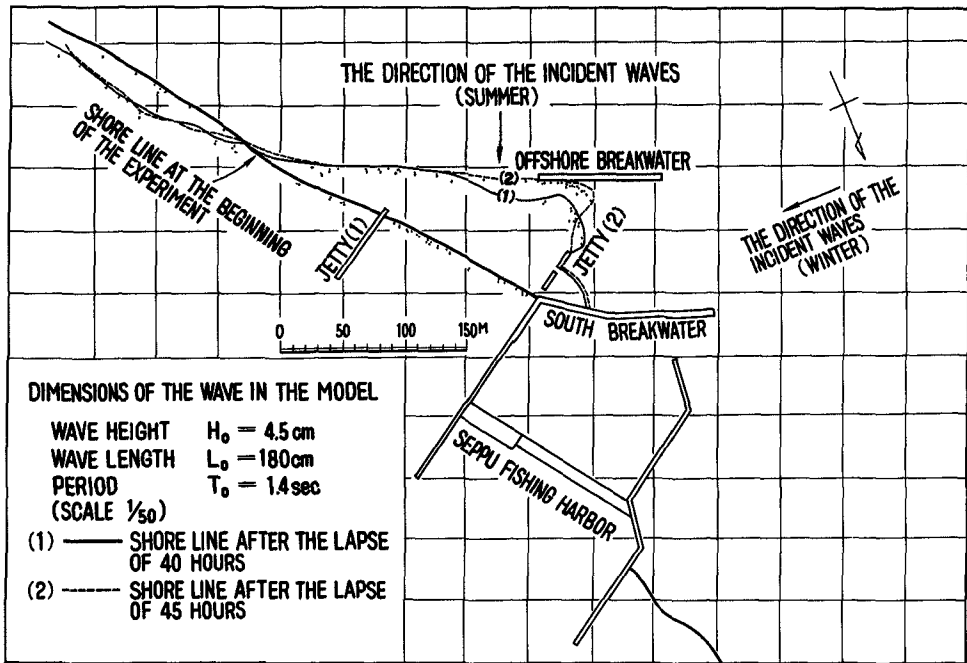 THE DIRECTION OF THE INCIDENT WAVES
(SUMMER)
SHORE LINE AT THE BEGINNING
OF THE EXPERIMENT
OFFSHORE BREAKWATER
(2)
(1)
JETTY (1)
JETTY (2)
THE DIRECTION OF THE
INCIDENT WAVES
(WINTER)
0 50 100 150M
SOUTH BREAKWATER
SEPPU FISHING HARBOR
DIMENSIONS OF THE WAVE IN THE MODEL
WAVE HEIGHT H₀ = 4.5 cm
WAVE LENGTH L₀ = 180cm
PERIOD T₀ = 1.4 sec
(SCALE 1/50)
(1) —— SHORE LINE AFTER THE LAPSE
OF 40 HOURS
(2) ------ SHORE LINE AFTER THE LAPSE
OF 45 HOURS